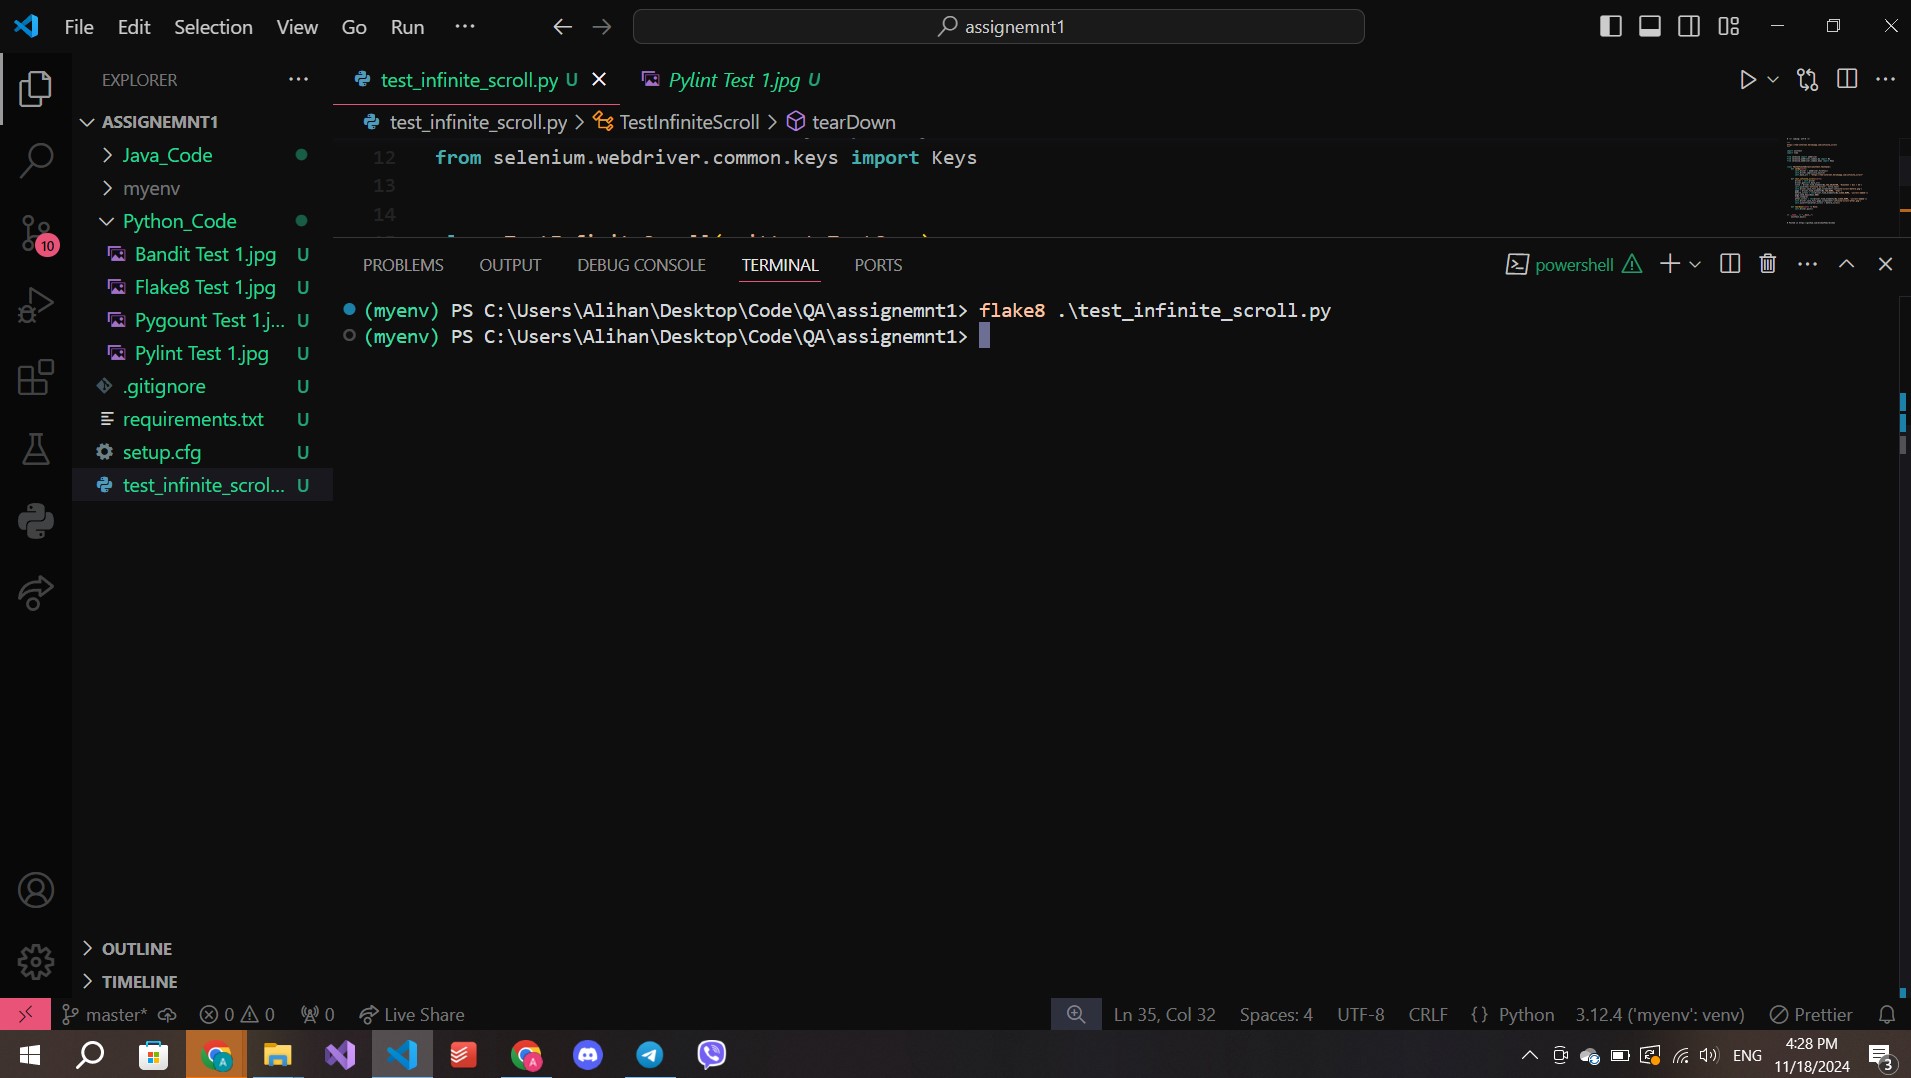 File Edit Selection View Go Run ···
assignemnt1
EXPLORER
ASSIGNEMNT1
Java_Code
myenv
Python_Code
Bandit Test 1.jpg U
Flake8 Test 1.jpg U
Pygount Test 1.j... U
Pylint Test 1.jpg U
.gitignore U
requirements.txt U
setup.cfg U
test_infinite_scrol... U
OUTLINE
TIMELINE
test_infinite_scroll.py U
Pylint Test 1.jpg U
test_infinite_scroll.py > TestInfiniteScroll > tearDown
12 from selenium.webdriver.common.keys import Keys
13
14
PROBLEMS OUTPUT DEBUG CONSOLE TERMINAL PORTS
powershell
(myenv) PS C:\Users\Alihan\Desktop\Code\QA\assignemnt1> flake8 .\test_infinite_scroll.py
(myenv) PS C:\Users\Alihan\Desktop\Code\QA\assignemnt1>
10
master* 0 0 0 Live Share
Ln 35, Col 32 Spaces: 4 UTF-8 CRLF {} Python 3.12.4 ('myenv': venv) Prettier
ENG
4:28 PM
11/18/2024
3